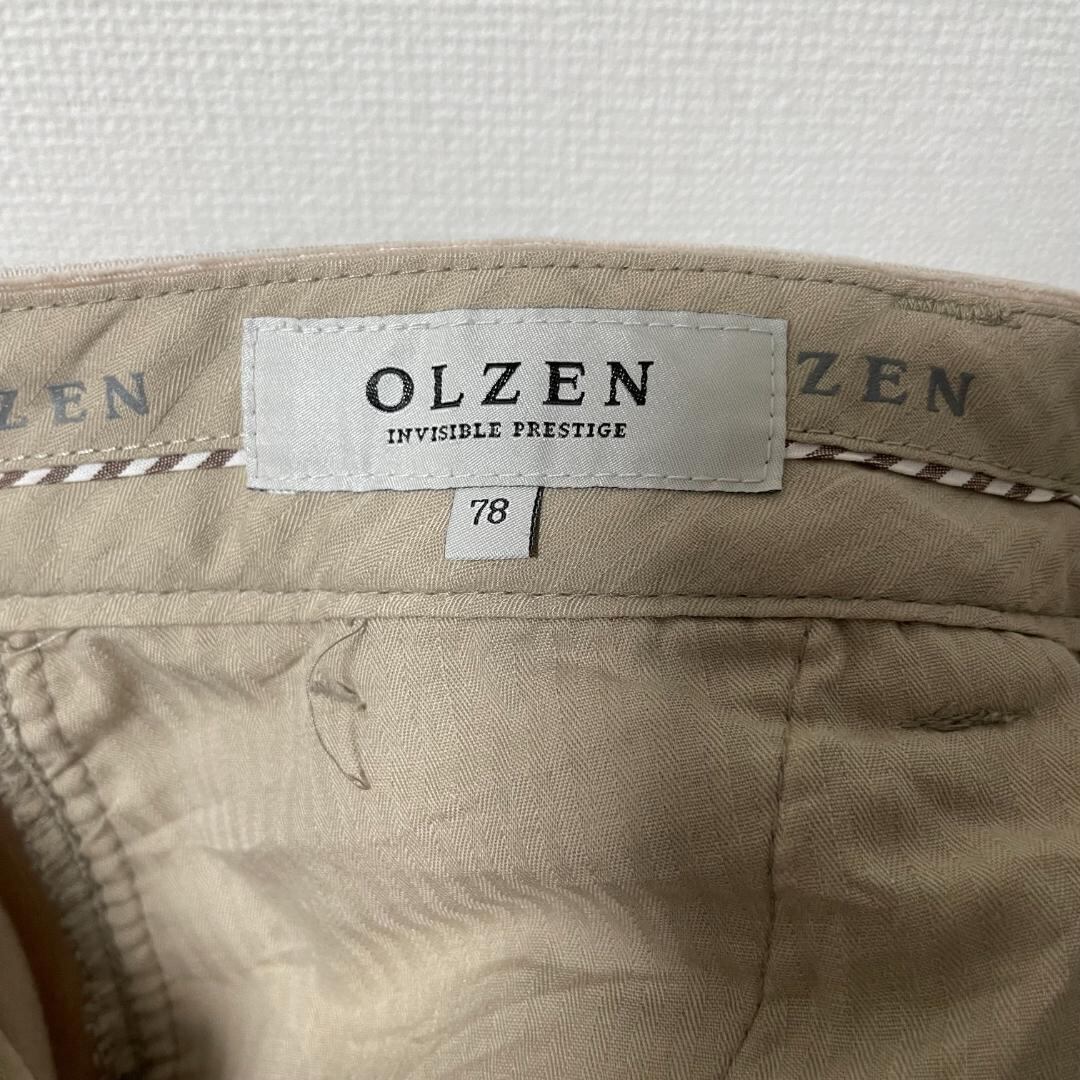 OLZEN
INVISIBLE PRESTIGE
78
ZEN
ZEN